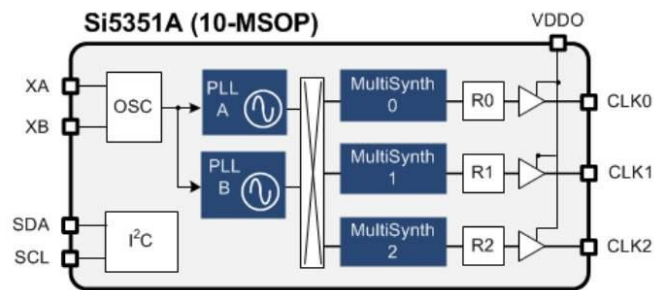 Si5351A (10-MSOP)
VDDO
XA
XB
OSC
PLL
A
PLL
B
MultiSynth
0
R0
CLK0
MultiSynth
1
R1
CLK1
MultiSynth
2
R2
CLK2
SDA
SCL
I²C